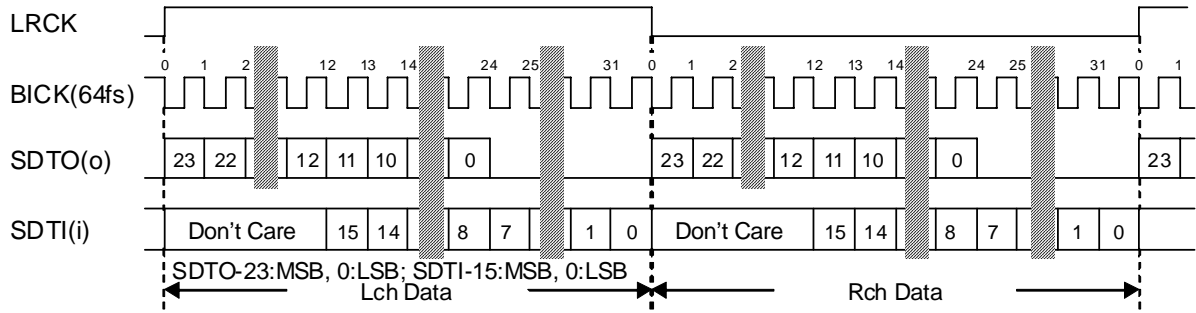 LRCK
0 1 2 12 13 14 24 25 31 0 1 2 12 13 14 24 25 31 0 1
BICK(64fs)
SDTO(o) 23 22 12 11 10 0 23 22 12 11 10 0 23
SDTI(i) Don't Care 15 14 8 7 1 0 Don't Care 15 14 8 7 1 0
SDTO-23:MSB, 0:LSB; SDTI-15:MSB, 0:LSB
Lch Data Rch Data